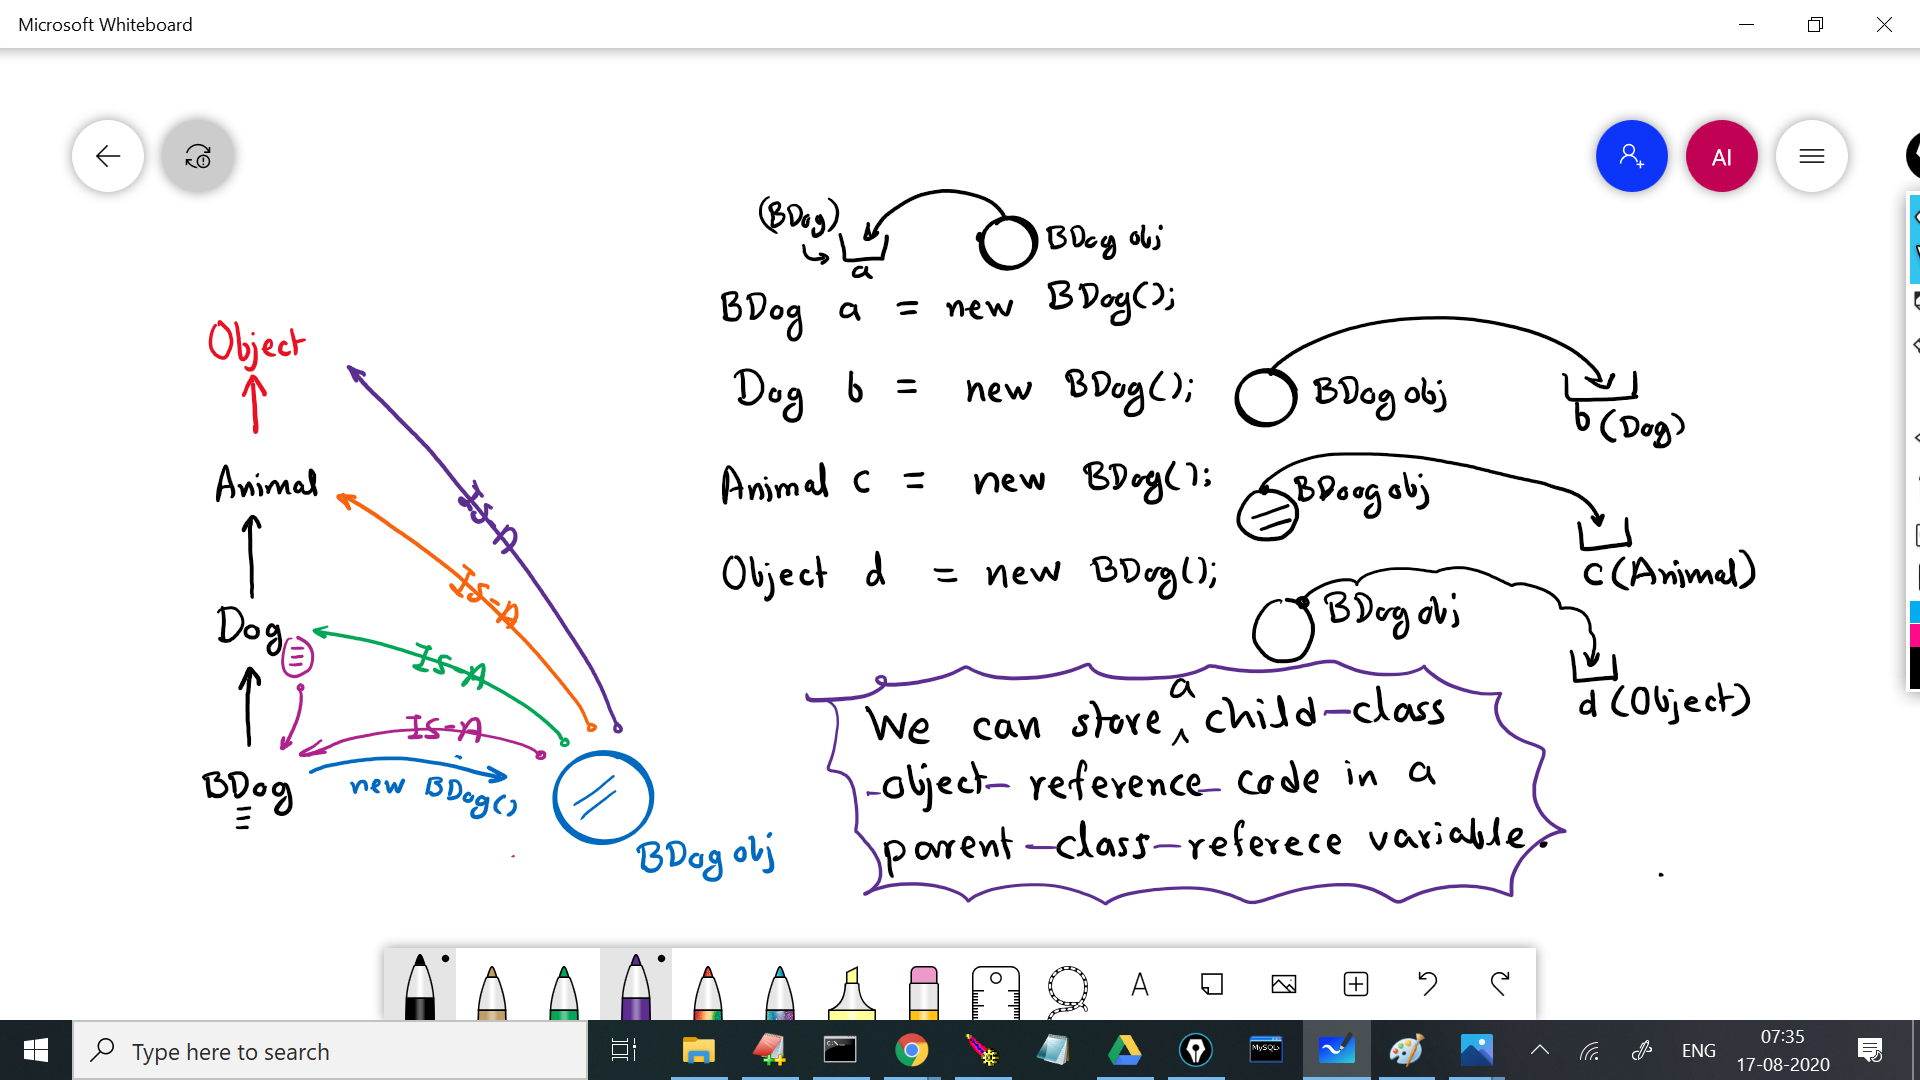 Microsoft Whiteboard
AI
(BDog)
a
BDog obj
BDog a = new BDog();
Dog b = new BDog();
BDog obj
b (Dog)
Animal c = new BDog();
BDoog obj
c (Animal)
Object d = new BDog();
BDog obj
d (Object)
Object
Animal
Dog
BDog
Is-A
Is-A
Is-A
Is-A
new BDog()
BDog obj
We can store a child-class
-object- reference- code in a
parent-class-referece variable.
A
Type here to search
MySQL
ENG
07:35
17-08-2020